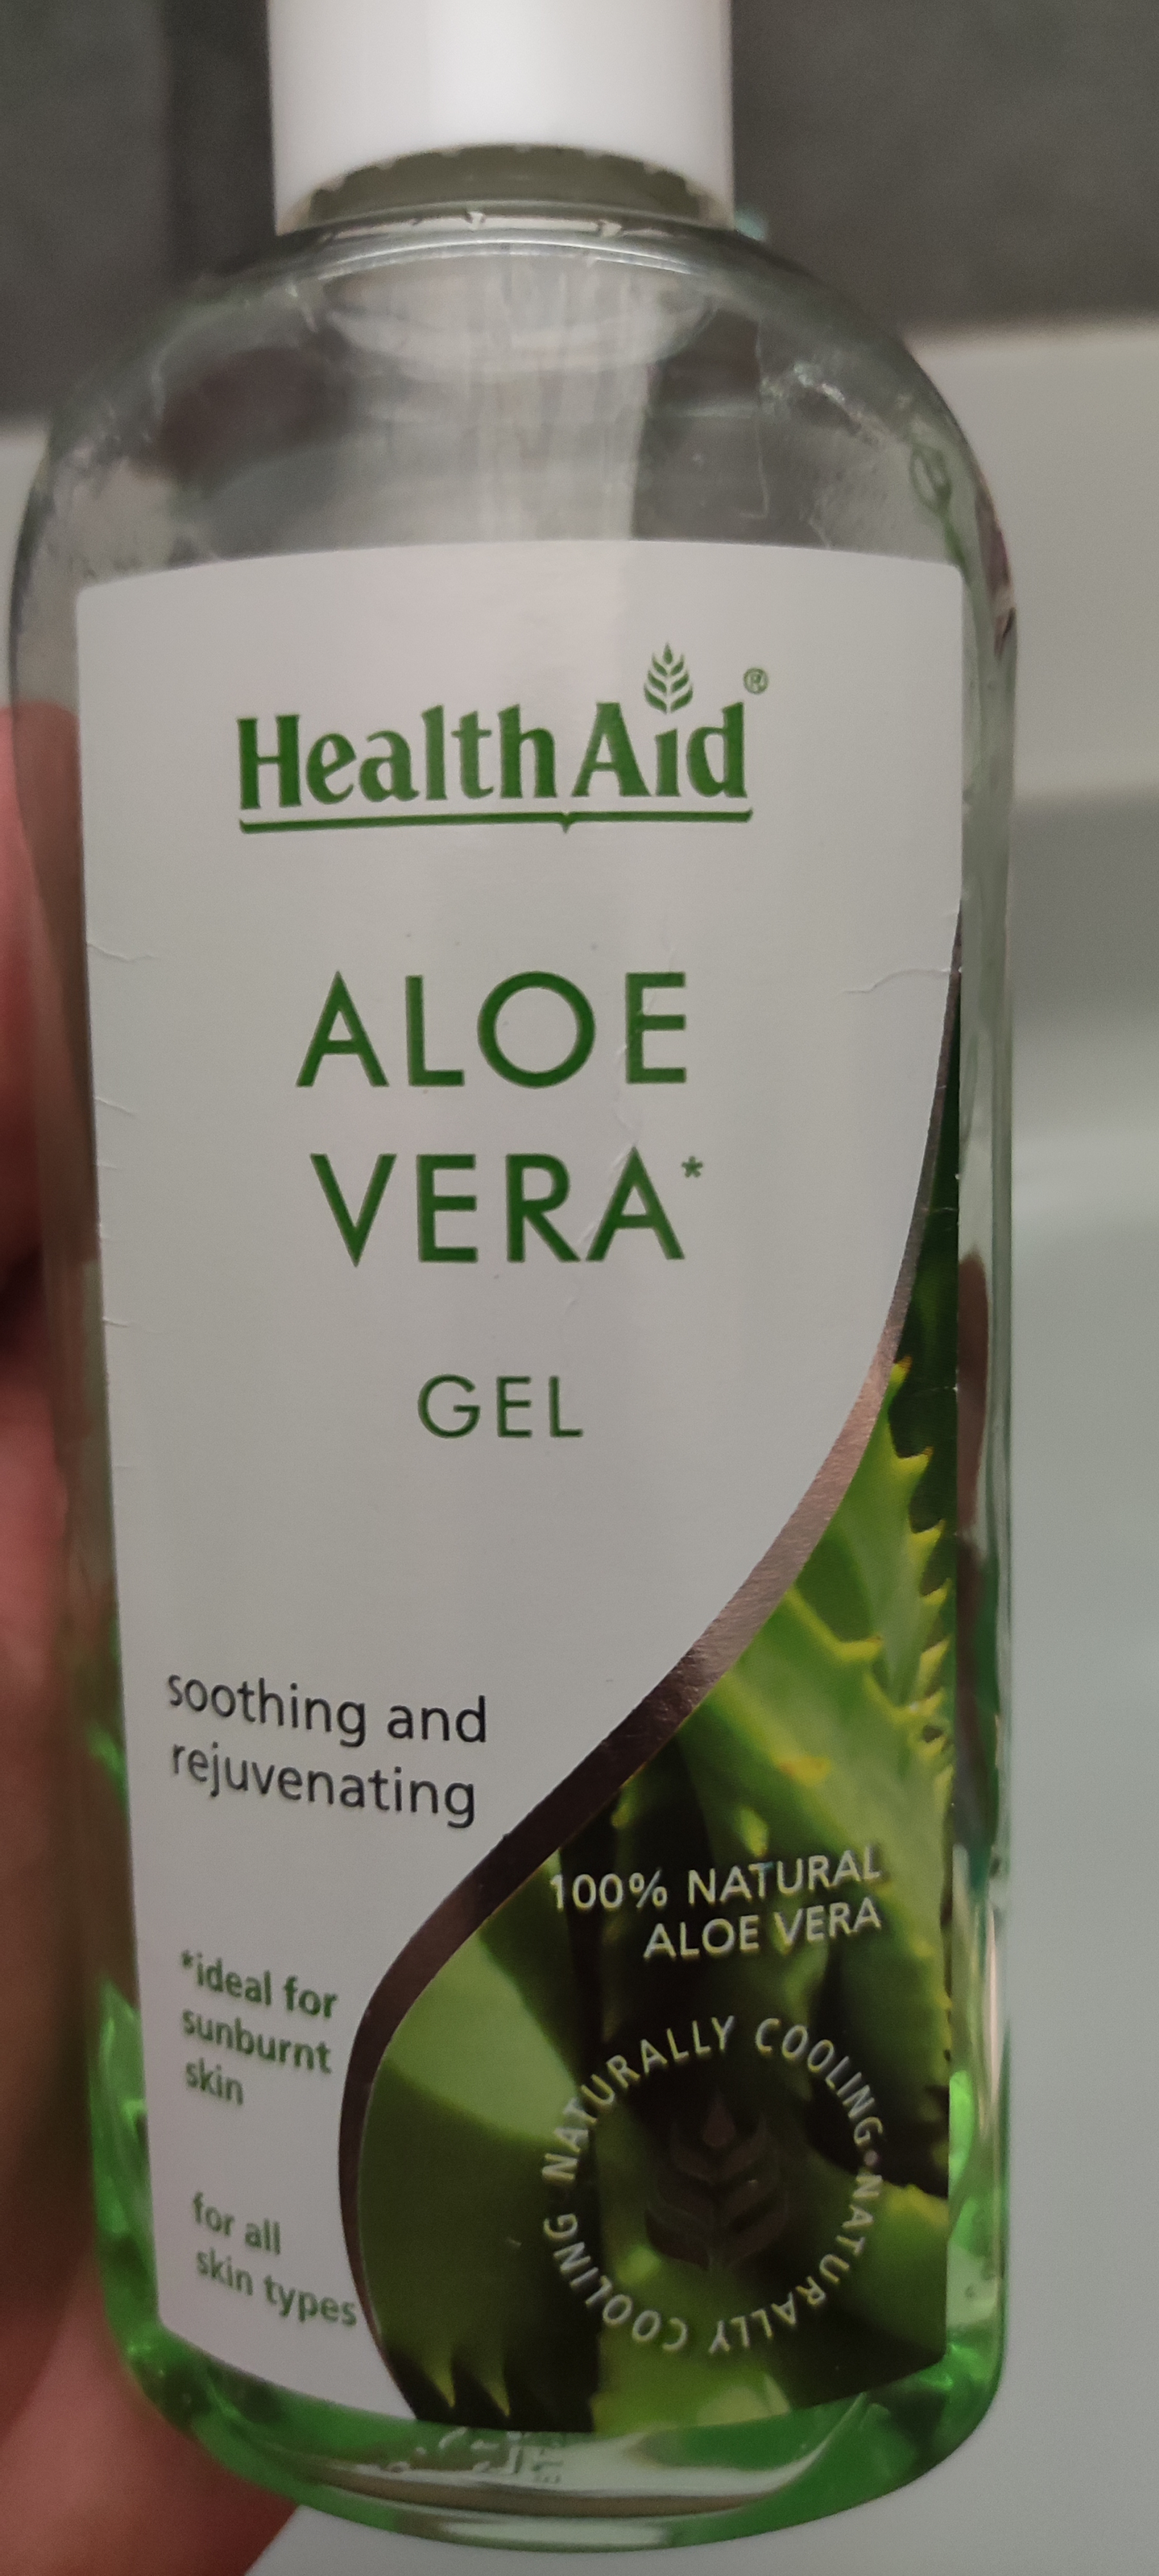 HealthAid®
ALOE
VERA*
GEL
soothing and
rejuvenating
100% NATURAL
ALOE VERA
*ideal for
sunburnt
skin
for all
skin types
NATURALLY COOLING • NATURALLY COOLING